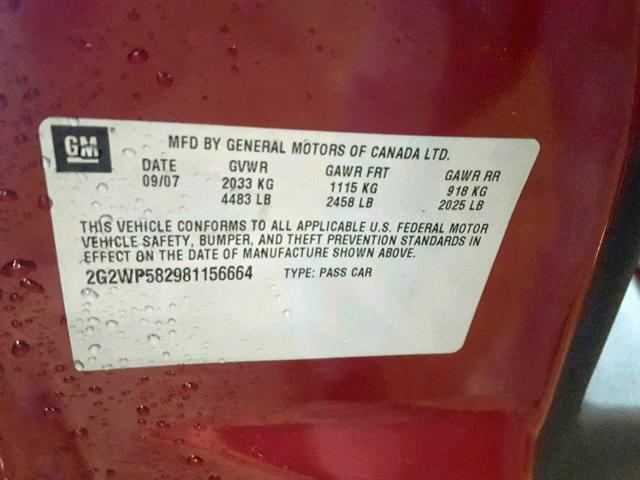 GM
MFD BY GENERAL MOTORS OF CANADA LTD.
DATE GVWR GAWR FRT GAWR RR
09/07 2033 KG 1115 KG 918 KG
4483 LB 2458 LB 2025 LB
THIS VEHICLE CONFORMS TO ALL APPLICABLE U.S. FEDERAL MOTOR
VEHICLE SAFETY, BUMPER, AND THEFT PREVENTION STANDARDS IN
EFFECT ON THE DATE OF MANUFACTURE SHOWN ABOVE.
2G2WP582981156664 TYPE: PASS CAR